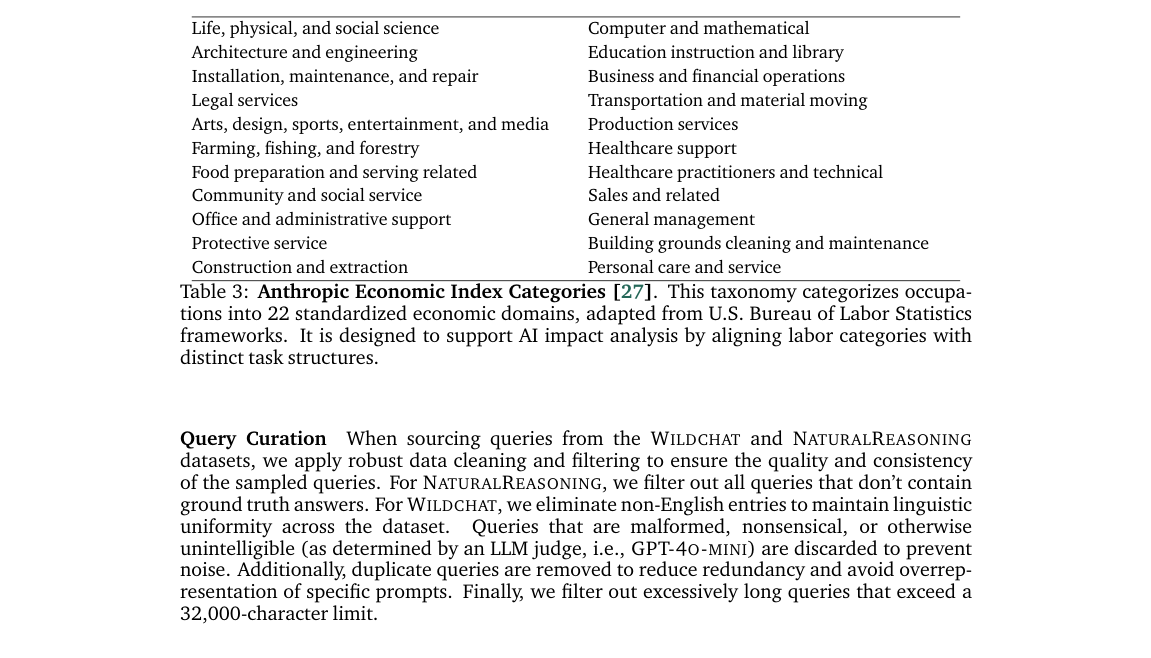 Life, physical, and social science Computer and mathematical
Architecture and engineering Education instruction and library
Installation, maintenance, and repair Business and financial operations
Legal services Transportation and material moving
Arts, design, sports, entertainment, and media Production services
Farming, fishing, and forestry Healthcare support
Food preparation and serving related Healthcare practitioners and technical
Community and social service Sales and related
Office and administrative support General management
Protective service Building grounds cleaning and maintenance
Construction and extraction Personal care and service
Table 3: Anthropic Economic Index Categories [27]. This taxonomy categorizes occupa-
tions into 22 standardized economic domains, adapted from U.S. Bureau of Labor Statistics
frameworks. It is designed to support AI impact analysis by aligning labor categories with
distinct task structures.
Query Curation When sourcing queries from the WILDCHAT and NATURALREASONING
datasets, we apply robust data cleaning and filtering to ensure the quality and consistency
of the sampled queries. For NATURALREASONING, we filter out all queries that don't contain
ground truth answers. For WILDCHAT, we eliminate non-English entries to maintain linguistic
uniformity across the dataset. Queries that are malformed, nonsensical, or otherwise
unintelligible (as determined by an LLM judge, i.e., GPT-4O-MINI) are discarded to prevent
noise. Additionally, duplicate queries are removed to reduce redundancy and avoid overrep-
resentation of specific prompts. Finally, we filter out excessively long queries that exceed a
32,000-character limit.